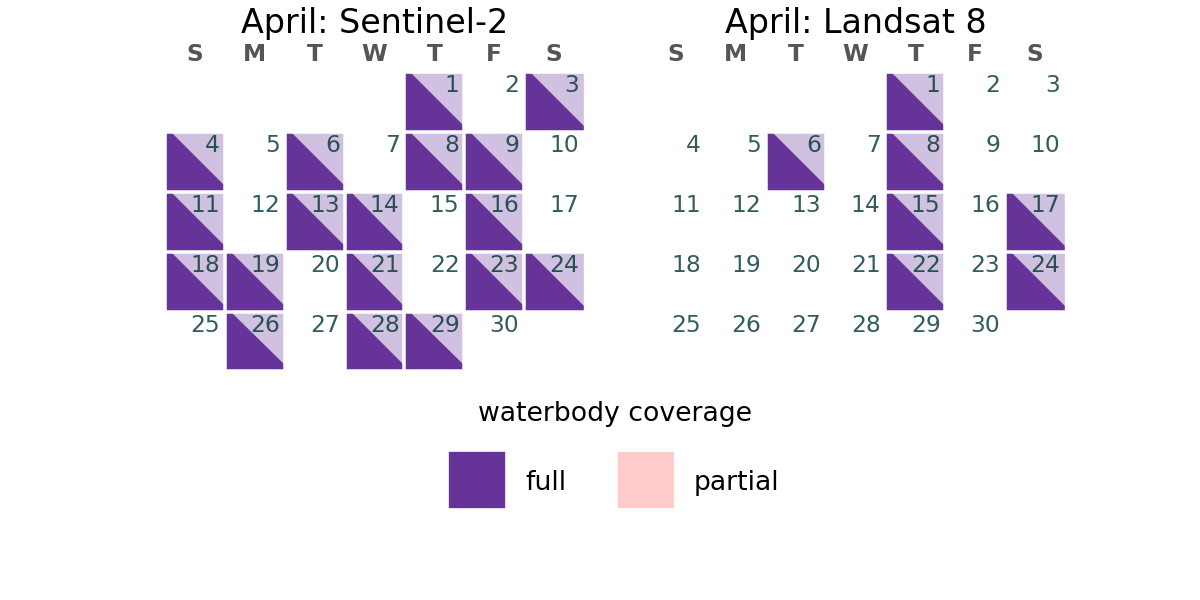 April: Sentinel-2
S M T W T F S
1 2 3
4 5 6 7 8 9 10
11 12 13 14 15 16 17
18 19 20 21 22 23 24
25 26 27 28 29 30
April: Landsat 8
S M T W T F S
1 2 3
4 5 6 7 8 9 10
11 12 13 14 15 16 17
18 19 20 21 22 23 24
25 26 27 28 29 30
waterbody coverage
full partial